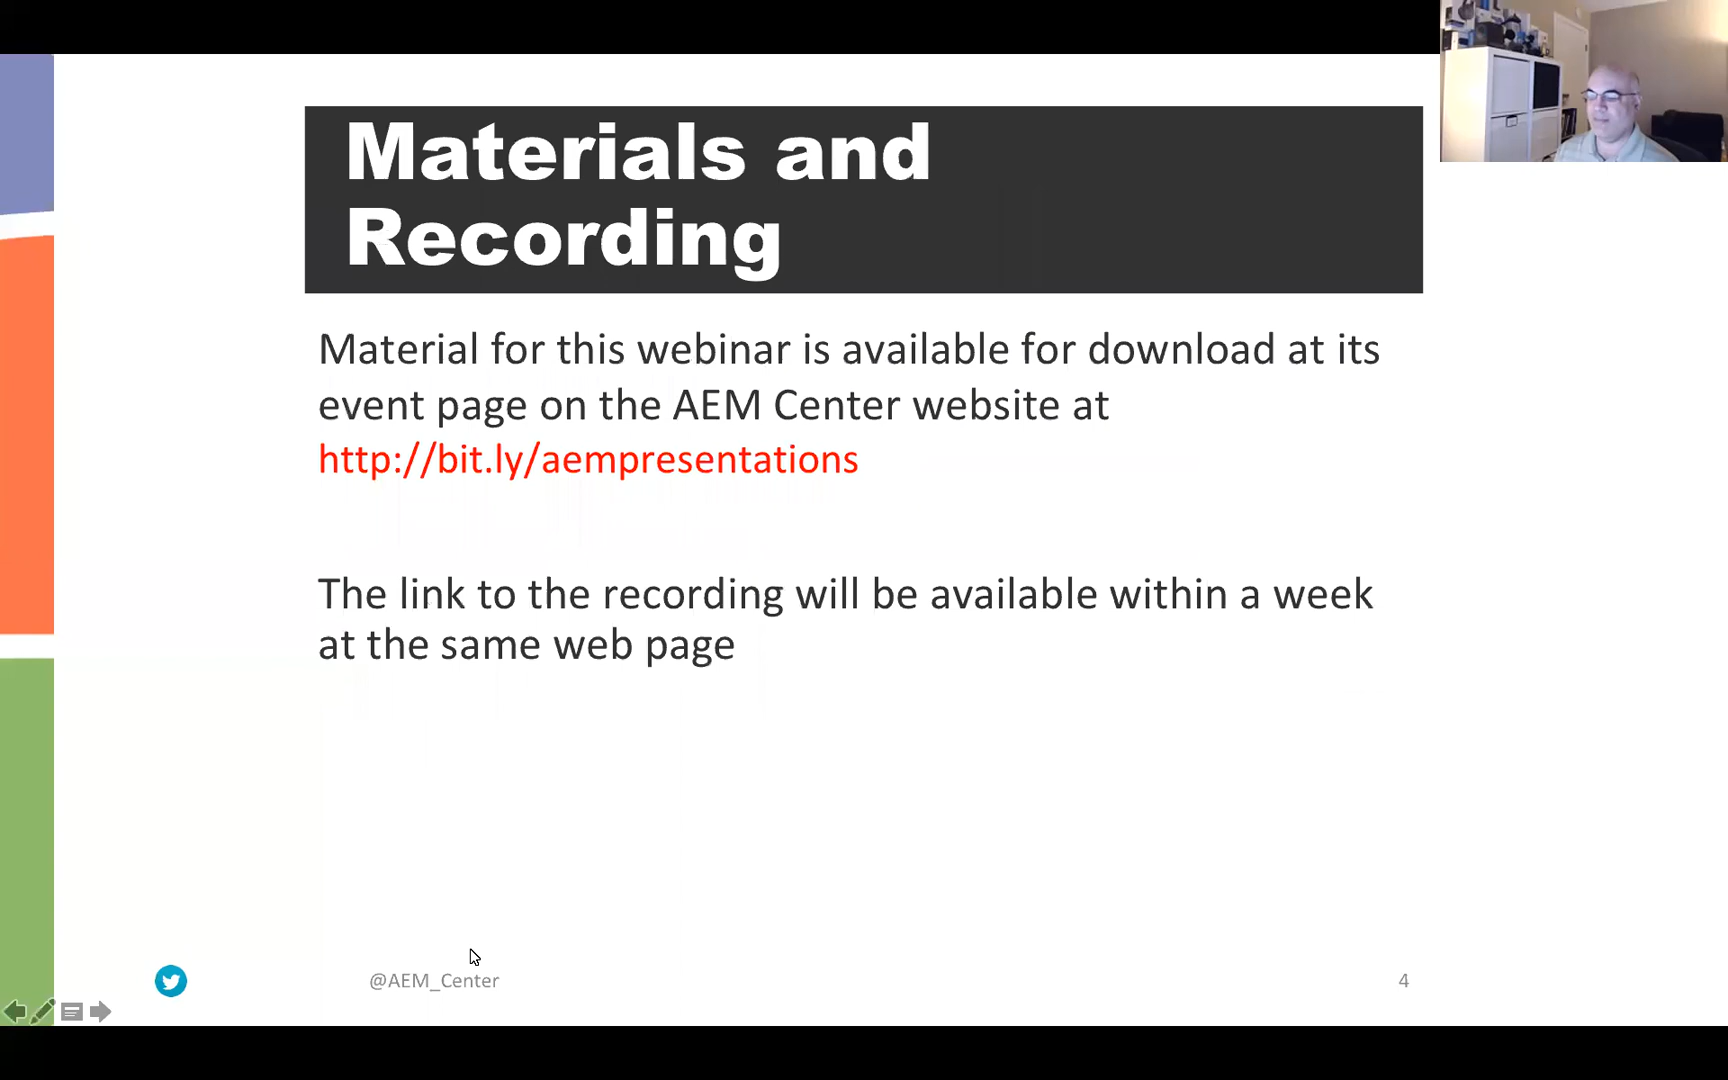 Materials and
Recording
Material for this webinar is available for download at its
event page on the AEM Center website at
http://bit.ly/aempresentations
The link to the recording will be available within a week
at the same web page
@AEM_Center
4